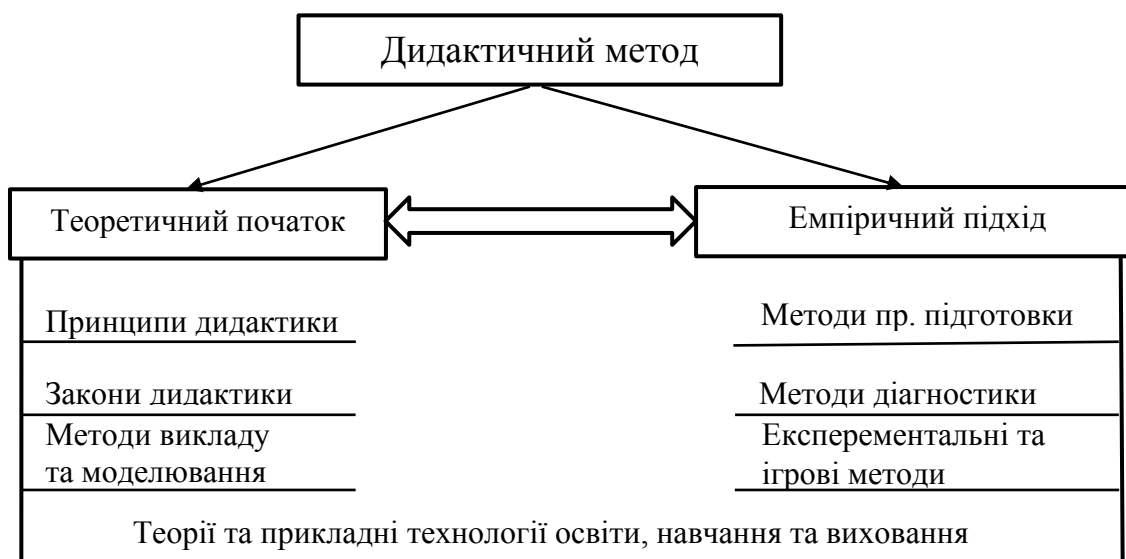 Дидактичний метод
Теоретичний початок
Емпіричний підхід
Принципи дидактики
Методи пр. підготовки
Закони дидактики
Методи діагностики
Методи викладу
та моделювання
Експерементальні та
ігрові методи
Теорії та прикладні технології освіти, навчання та виховання